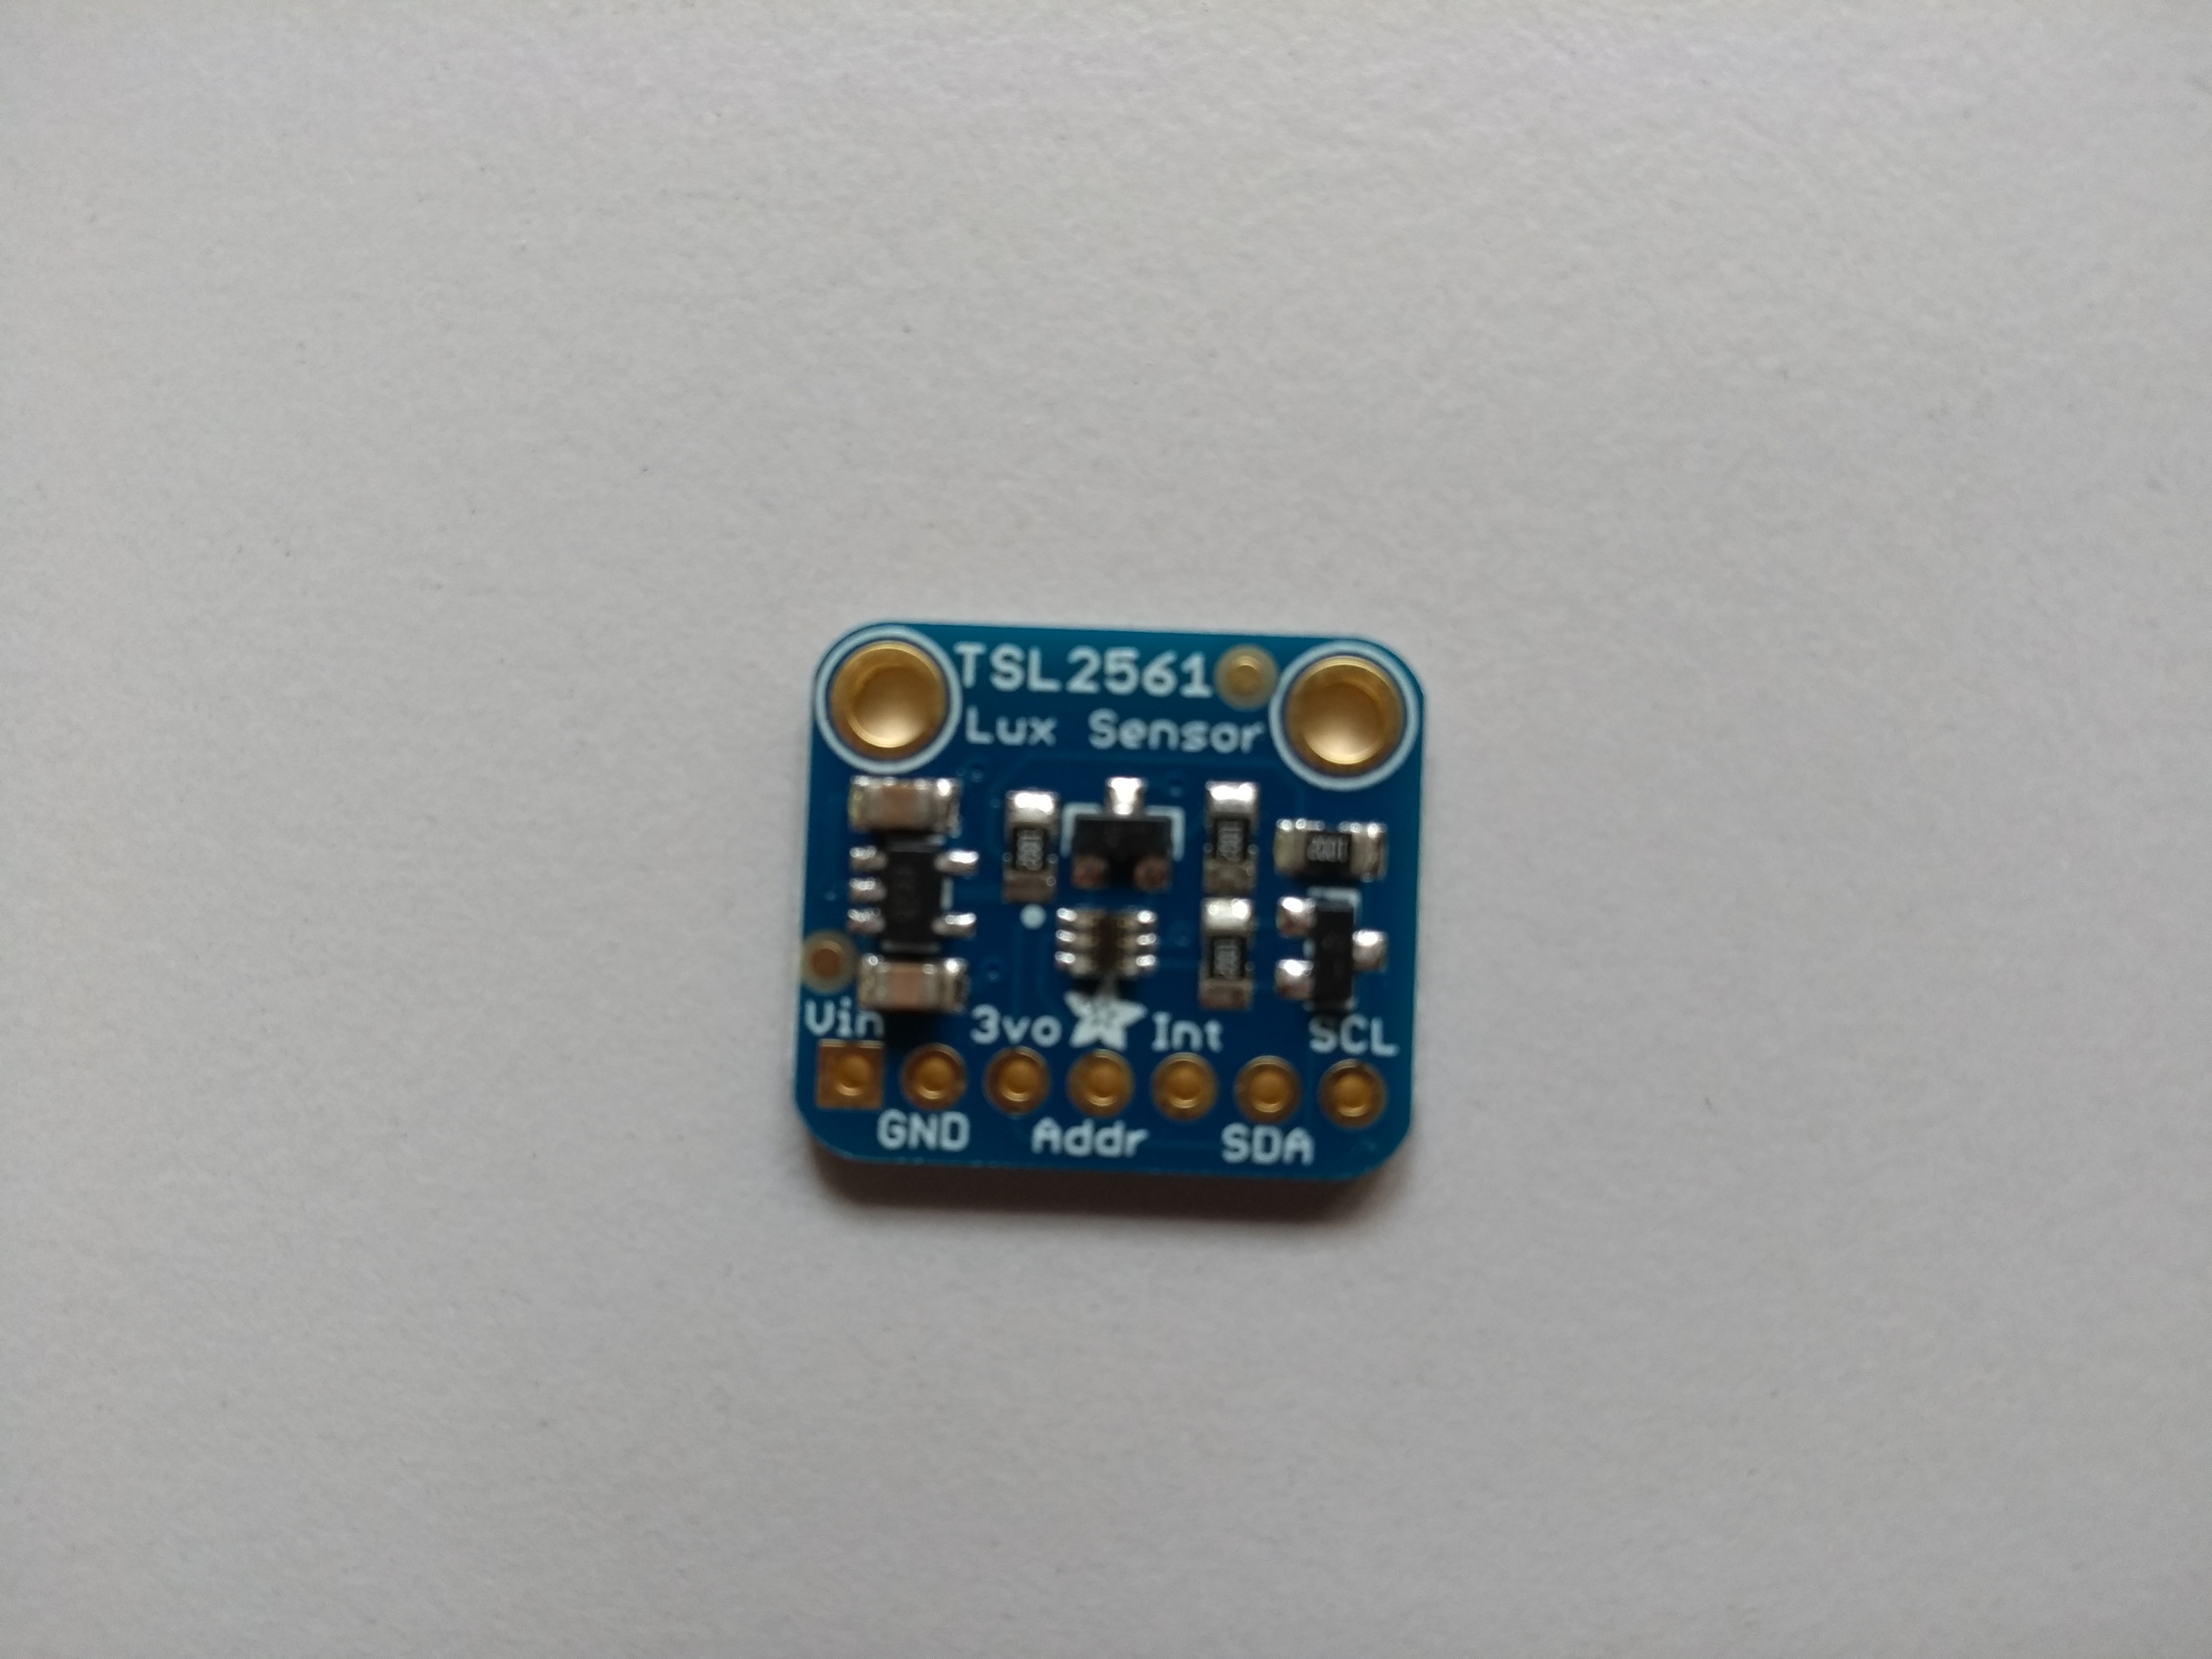 TSL2561
Lux Sensor
Vin 3vo Int SCL
GND Addr SDA